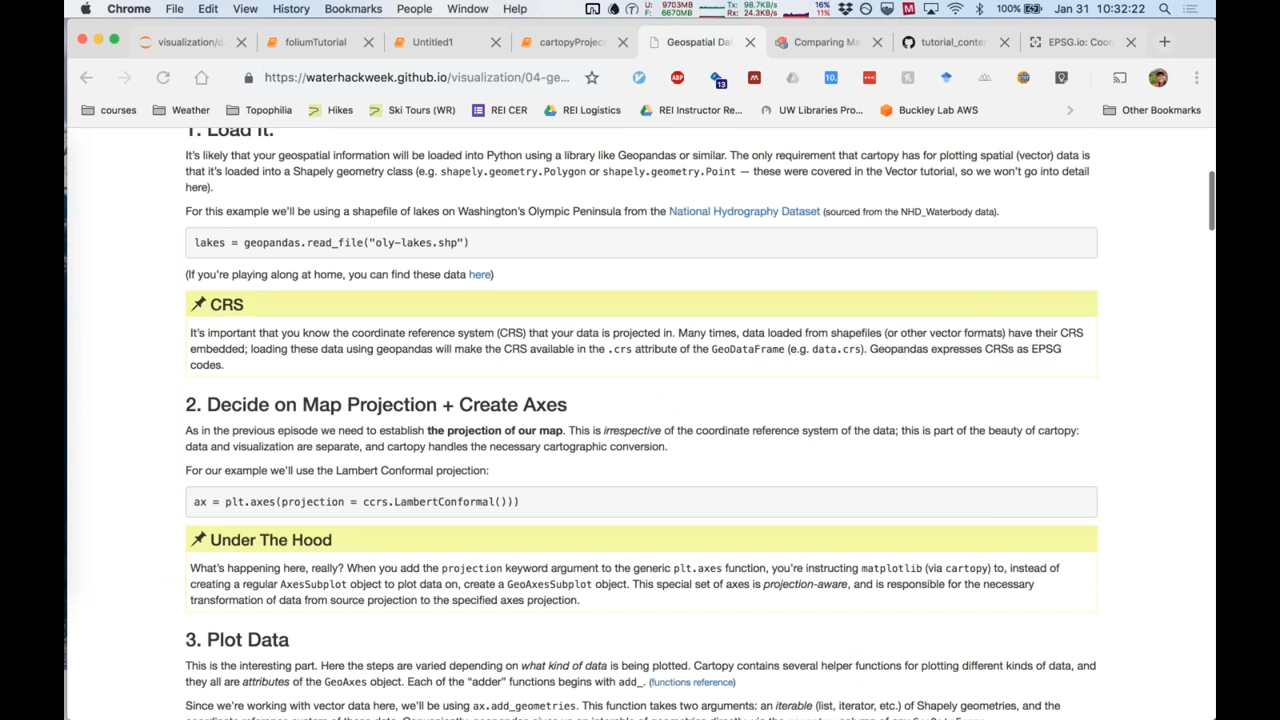 Chrome File Edit View History Bookmarks People Window Help U: 9703MB F: 6670MB Tx: 98.7KB/s Rx: 24.3KB/s 16% 11% 100% Jan 31 10:32:22
visualization/o foliumTutorial Untitled1 cartopyProjec Geospatial Da Comparing Ma tutorial_conte EPSG.io: Coor
https://waterhackweek.github.io/visualization/04-ge... ABP 13 10.
courses Weather Topophilia Hikes Ski Tours (WR) REI CER REI Logistics REI Instructor Re... UW Libraries Pro... Buckley Lab AWS Other Bookmarks
1. Load It.
It's likely that your geospatial information will be loaded into Python using a library like Geopandas or similar. The only requirement that cartopy has for plotting spatial (vector) data is
that it's loaded into a Shapely geometry class (e.g. shapely.geometry.Polygon or shapely.geometry.Point — these were covered in the Vector tutorial, so we won't go into detail
here).
For this example we'll be using a shapefile of lakes on Washington's Olympic Peninsula from the National Hydrography Dataset (sourced from the NHD_Waterbody data).
lakes = geopandas.read_file("oly-lakes.shp")
(If you're playing along at home, you can find these data here)
CRS
It's important that you know the coordinate reference system (CRS) that your data is projected in. Many times, data loaded from shapefiles (or other vector formats) have their CRS
embedded; loading these data using geopandas will make the CRS available in the .crs attribute of the GeoDataFrame (e.g. data.crs). Geopandas expresses CRSs as EPSG
codes.
2. Decide on Map Projection + Create Axes
As in the previous episode we need to establish the projection of our map. This is irrespective of the coordinate reference system of the data; this is part of the beauty of cartopy:
data and visualization are separate, and cartopy handles the necessary cartographic conversion.
For our example we'll use the Lambert Conformal projection:
ax = plt.axes(projection = ccrs.LambertConformal()))
Under The Hood
What's happening here, really? When you add the projection keyword argument to the generic plt.axes function, you're instructing matplotlib (via cartopy) to, instead of
creating a regular AxesSubplot object to plot data on, create a GeoAxesSubplot object. This special set of axes is projection-aware, and is responsible for the necessary
transformation of data from source projection to the specified axes projection.
3. Plot Data
This is the interesting part. Here the steps are varied depending on what kind of data is being plotted. Cartopy contains several helper functions for plotting different kinds of data, and
they all are attributes of the GeoAxes object. Each of the "adder" functions begins with add_. (functions reference)
Since we're working with vector data here, we'll be using ax.add_geometries. This function takes two arguments: an iterable (list, iterator, etc.) of Shapely geometries, and the